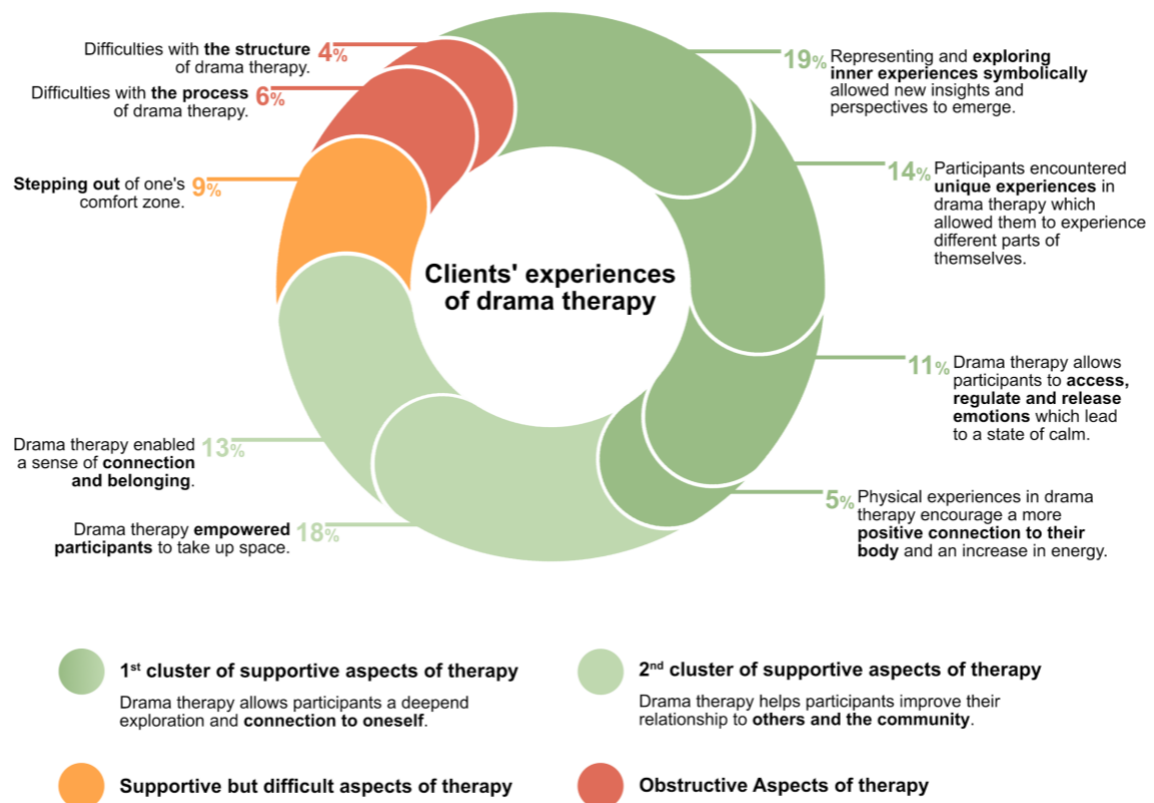 Difficulties with the structure
of drama therapy.
4%
Difficulties with the process
of drama therapy.
6%
Stepping out of one's
comfort zone.
9%
Drama therapy enabled
a sense of connection
and belonging.
13%
Drama therapy empowered
participants to take up space.
18%
Clients' experiences
of drama therapy
19%
Representing and exploring
inner experiences symbolically
allowed new insights and
perspectives to emerge.
14%
Participants encountered
unique experiences in
drama therapy which
allowed them to experience
different parts of
themselves.
11%
Drama therapy allows
participants to access,
regulate and release
emotions which lead
to a state of calm.
5%
Physical experiences in drama
therapy encourage a more
positive connection to their
body and an increase in energy.
1st cluster of supportive aspects of therapy
Drama therapy allows participants a deepend
exploration and connection to oneself.
2nd cluster of supportive aspects of therapy
Drama therapy helps participants improve their
relationship to others and the community.
Supportive but difficult aspects of therapy
Obstructive Aspects of therapy